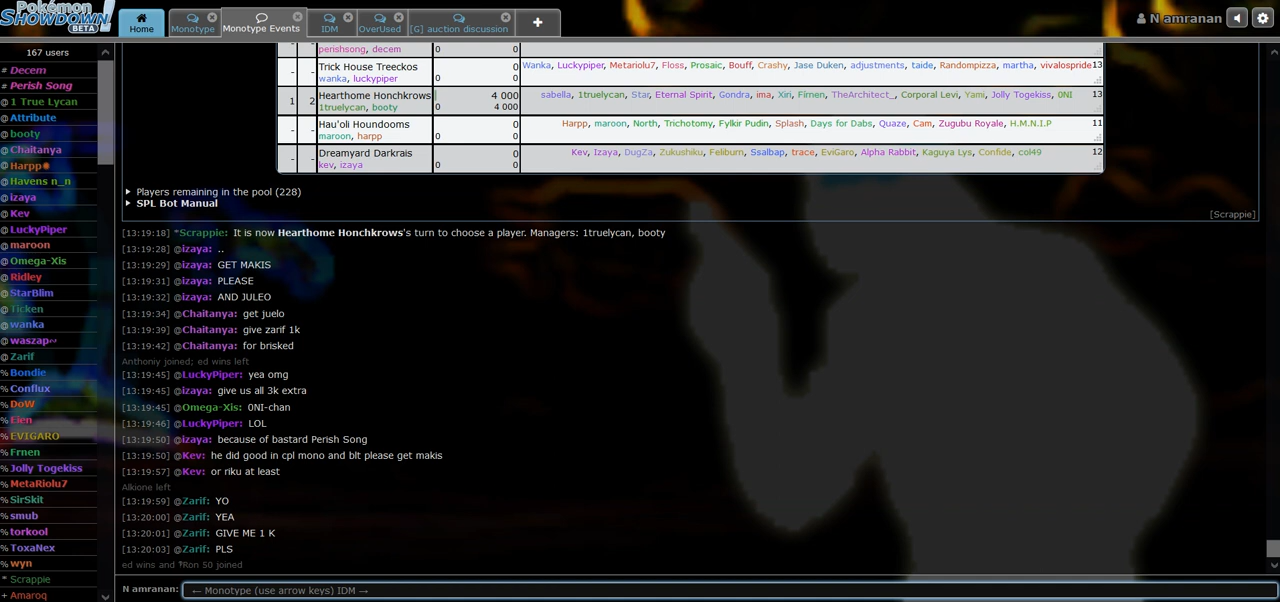 Pokémon
Showdown!
BETA
Home
Monotype
Monotype Events
IDM
OverUsed
[G] auction discussion
+
N amranan
167 users
# Decem
# Perish Song
@ 1 True Lycan
@ Attribute
@ booty
@ Chaitanya
@ Harpp
@ Havens n_n
@ izaya
@ Kev
@ LuckyPiper
@ maroon
@ Omega-Xis
@ Ridley
@ StarBlim
@ Ticken
@ wanka
@ waszap~
@ Zarif
% Bondie
% Conflux
% DoW
% Eien
% EVIGARO
% Frnen
% Jolly Togekiss
% MetaRiolu7
% SirSkit
% smub
% torkool
% ToxaNex
% wyn
* Scrappie
+ Amaroq
perishsong, decem 0 0
- - Trick House Treeckos 0 Wanka, Luckypiper, Metariolu7, Floss, Prosaic, Bouff, Crashy, Jase Duken, adjustments, taide, Randompizza, martha, vivalospride 13
wanka, luckypiper 0 0
1 2 Hearthome Honchkrows 4 000 sabella, 1truelycan, Star, Eternal Spirit, Gondra, ima, Xiri, Fírnen, TheArchitect_, Corporal Levi, Yami, Jolly Togekiss, 0NI 13
1truelycan, booty 0 4 000
- - Hau'oli Houndooms 0 Harpp, maroon, North, Trichotomy, Fylkir Pudin, Splash, Days for Dabs, Quaze, Cam, Zugubu Royale, H.M.N.I.P 11
maroon, harpp 0 0
- - Dreamyard Darkrais 0 Kev, Izaya, DugZa, Zukushiku, Feliburn, Ssalbap, trace, EviGaro, Alpha Rabbit, Kaguya Lys, Confide, col49 12
kev, izaya 0 0
Players remaining in the pool (228)
SPL Bot Manual
[Scrappie]
[13:19:18] *Scrappie: It is now Hearthome Honchkrows's turn to choose a player. Managers: 1truelycan, booty
[13:19:28] @izaya: ..
[13:19:29] @izaya: GET MAKIS
[13:19:31] @izaya: PLEASE
[13:19:32] @izaya: AND JULEO
[13:19:34] @Chaitanya: get juelo
[13:19:39] @Chaitanya: give zarif 1k
[13:19:42] @Chaitanya: for brisked
Anthoniy joined; ed wins left
[13:19:45] @LuckyPiper: yea omg
[13:19:45] @izaya: give us all 3k extra
[13:19:45] @Omega-Xis: 0NI-chan
[13:19:46] @LuckyPiper: LOL
[13:19:50] @izaya: because of bastard Perish Song
[13:19:50] @Kev: he did good in cpl mono and blt please get makis
[13:19:57] @Kev: or riku at least
Alkione left
[13:19:59] @Zarif: YO
[13:20:00] @Zarif: YEA
[13:20:01] @Zarif: GIVE ME 1 K
[13:20:03] @Zarif: PLS
ed wins and ‽Ron 50 joined
N amranan: ← Monotype (use arrow keys) IDM →